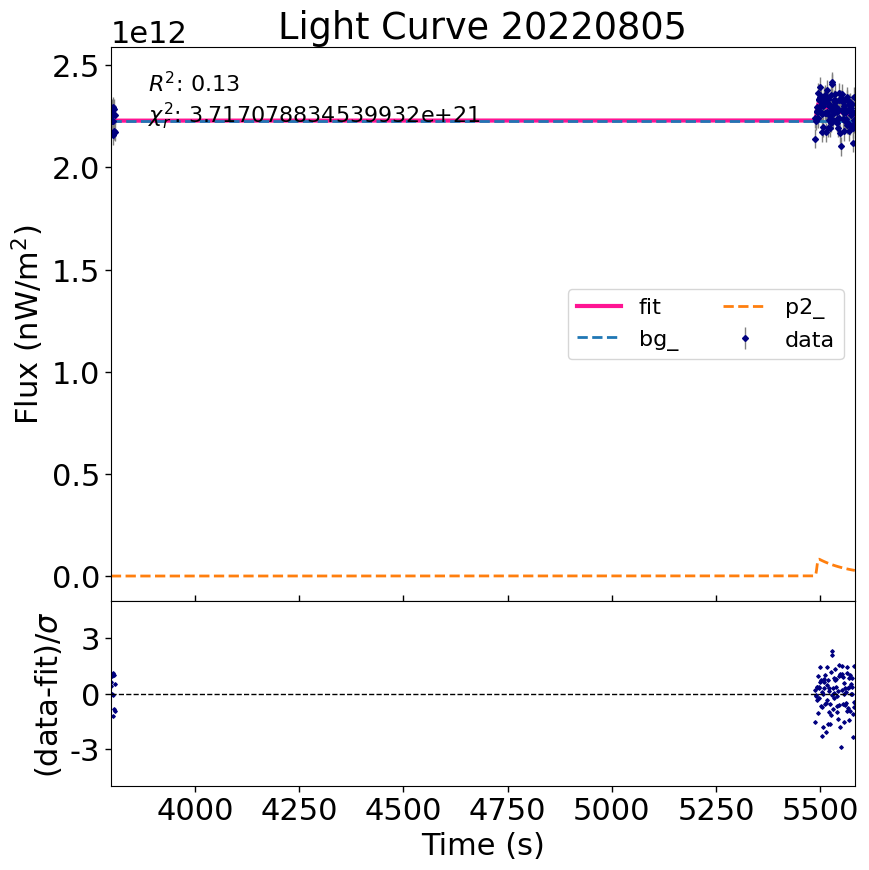 Light Curve 20220805
1e12
R²: 0.13
χ²ᵣ: 3.717078834539932e+21
2.5
2.0
1.5
1.0
0.5
0.0
Flux (nW/m²)
fit
bg_
p2_
data
3
0
-3
(data-fit)/σ
4000 4250 4500 4750 5000 5250 5500
Time (s)